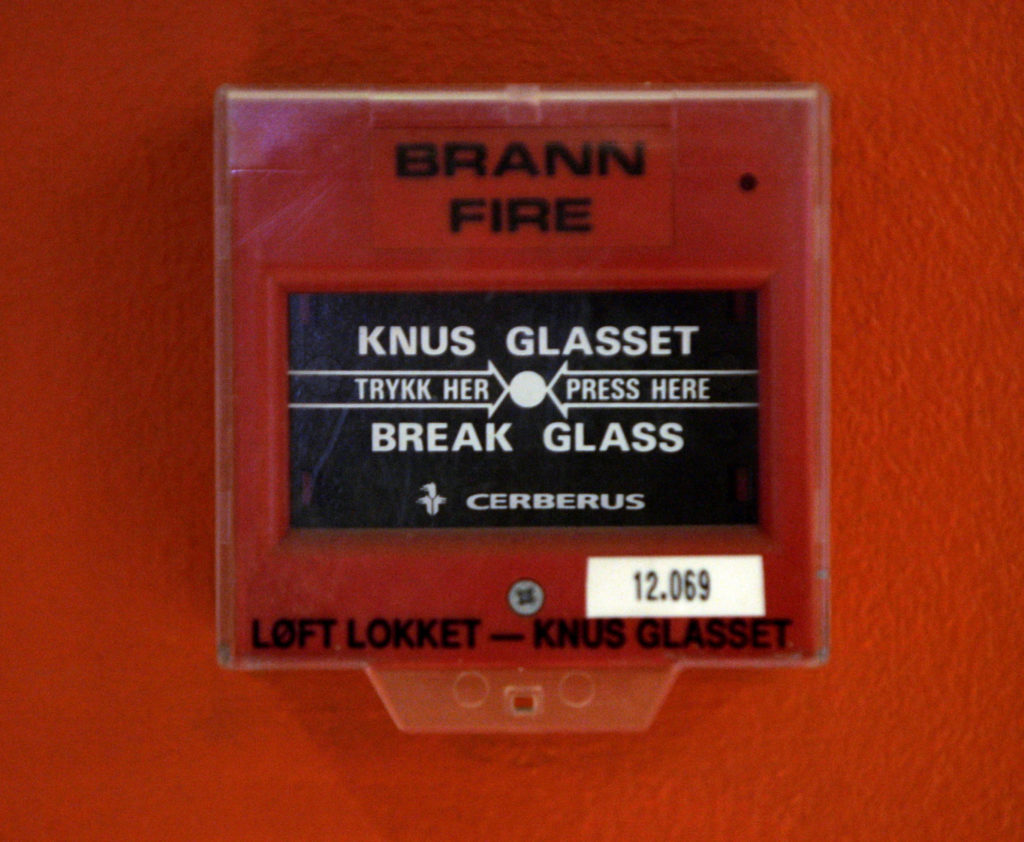 BRANN
FIRE
KNUS GLASSET
TRYKK HER PRESS HERE
BREAK GLASS
CERBERUS
12.069
LØFT LOKKET — KNUS GLASSET